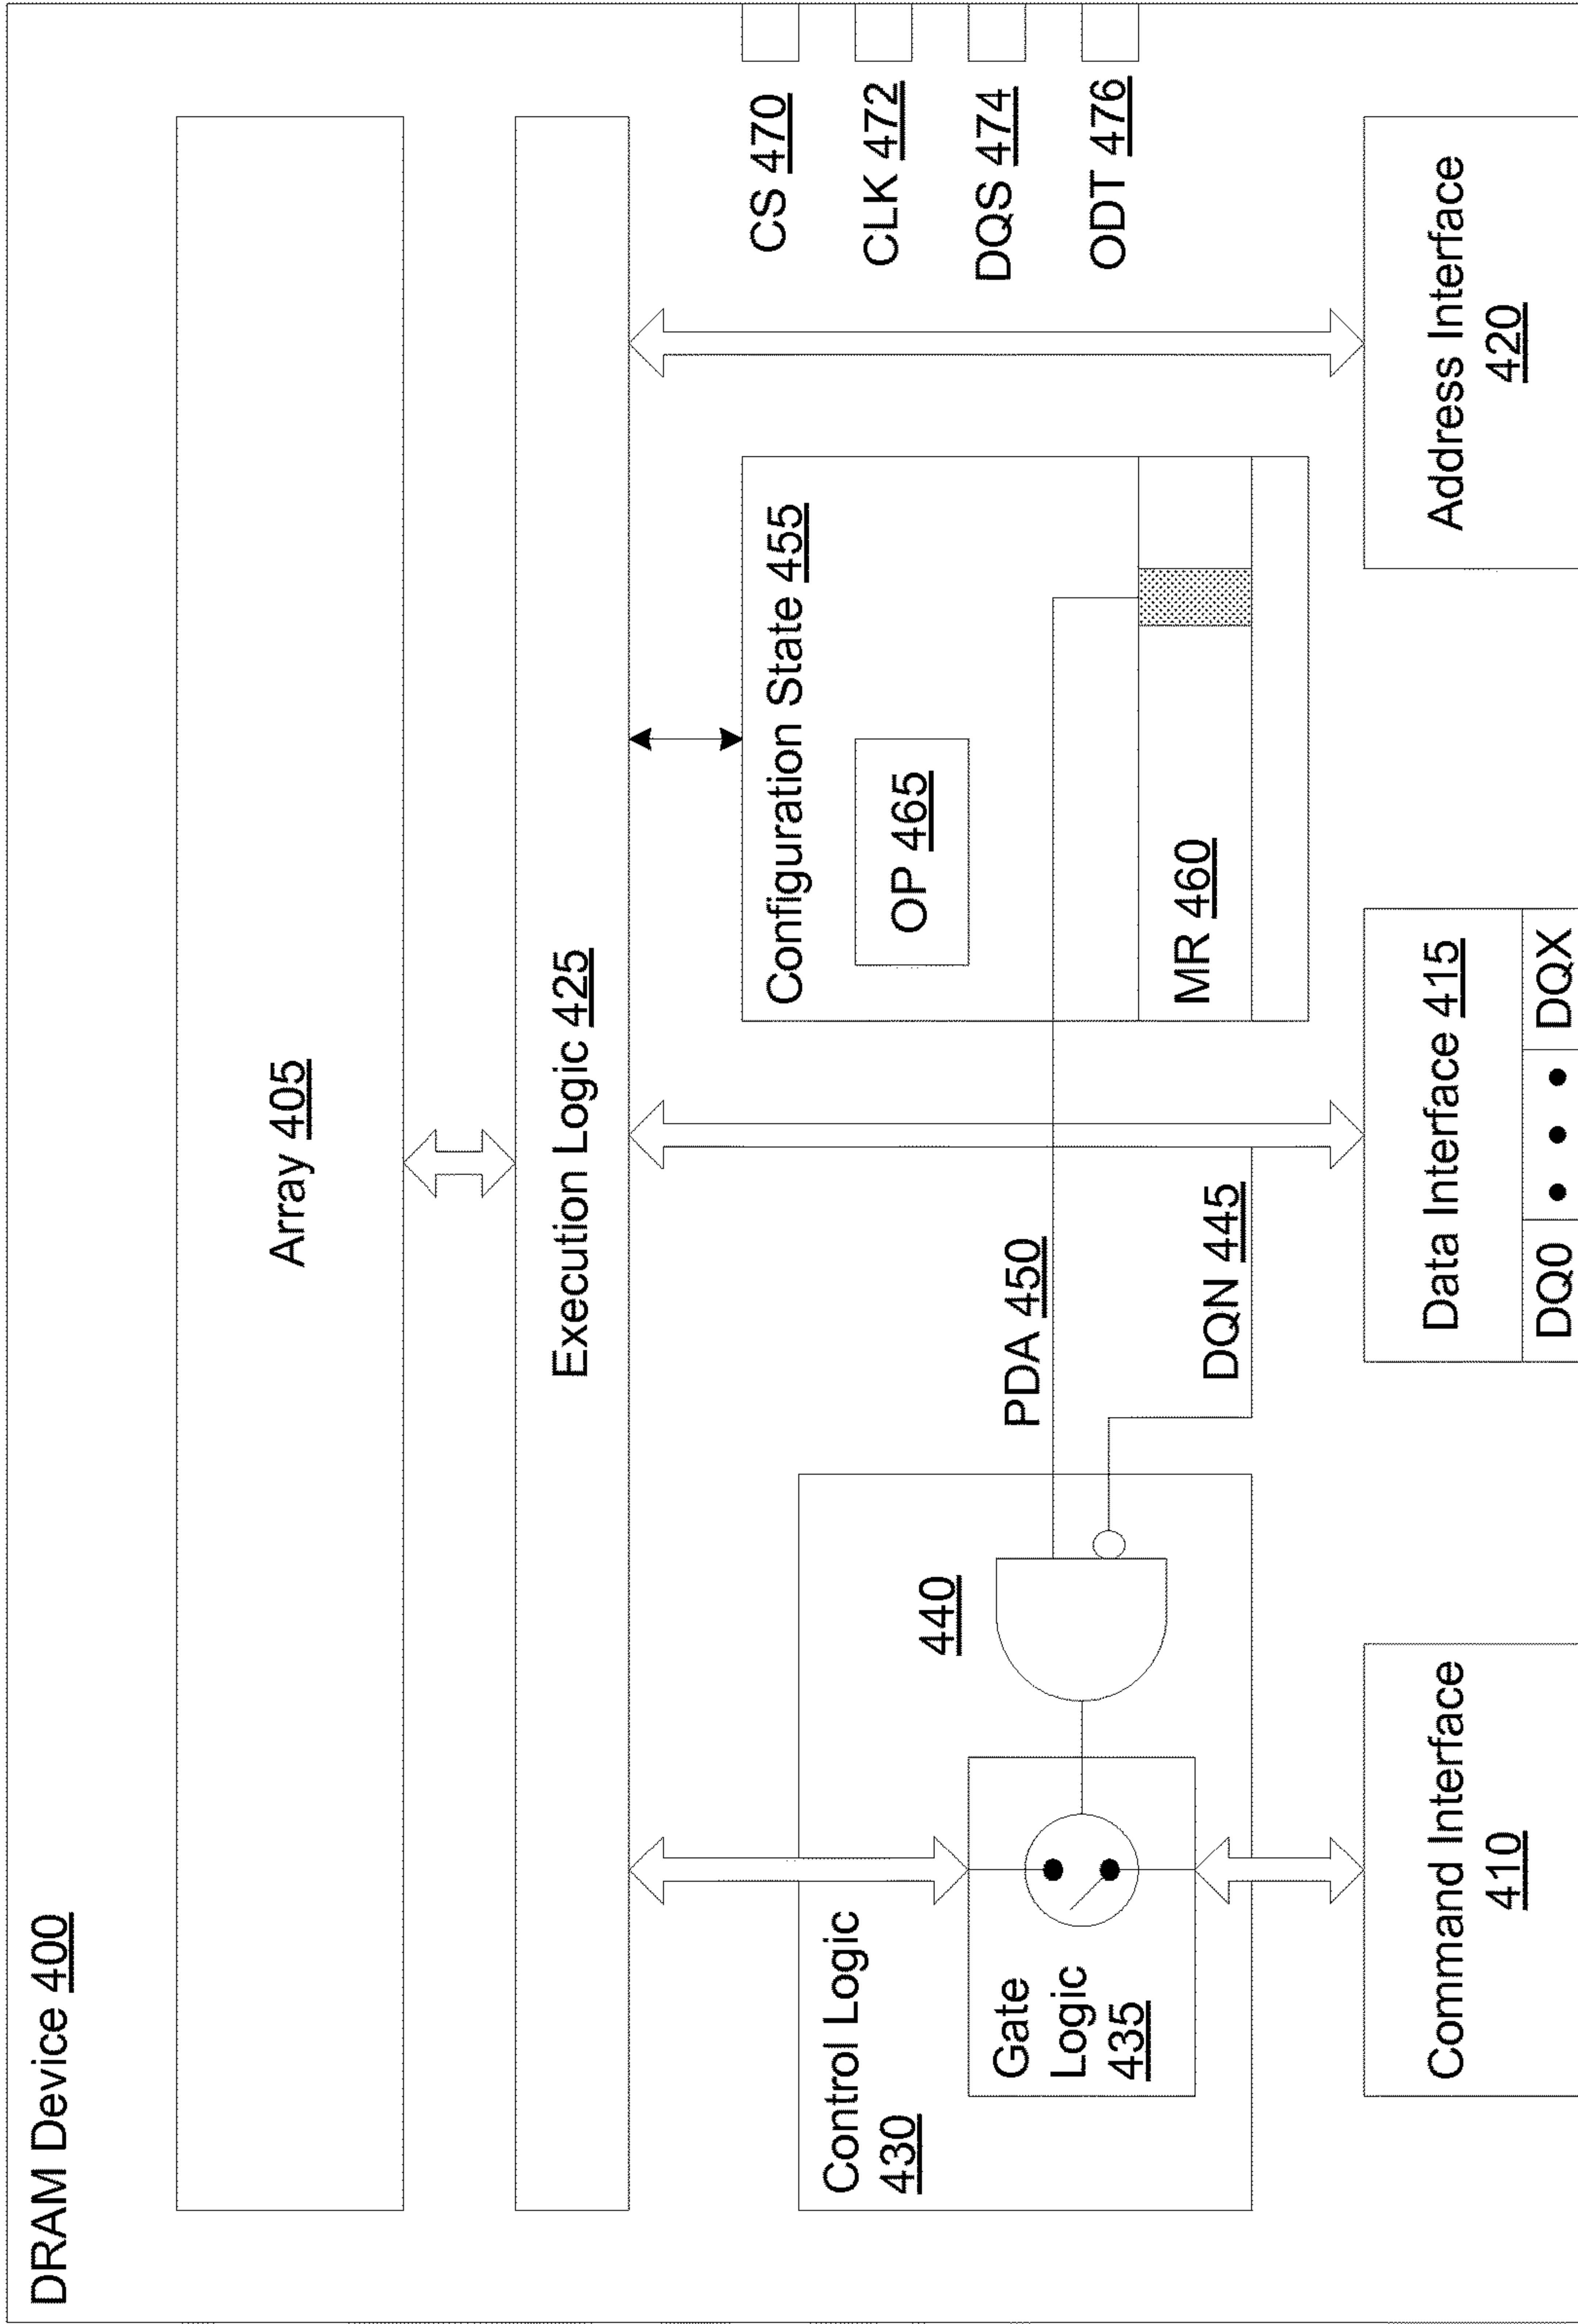 DRAM Device 400
Array 405
Execution Logic 425
Control Logic
430
Gate
Logic
435
440
PDA 450
DQN 445
Configuration State 455
OP 465
MR 460
CS 470
CLK 472
DQS 474
ODT 476
Command Interface
410
Data Interface 415
DQ0 DQX
Address Interface
420